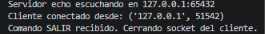 Servidor echo escuchando en 127.0.0.1:65432
Cliente conectado desde: ('127.0.0.1', 51542)
Comando SALIR recibido. Cerrando socket del cliente.